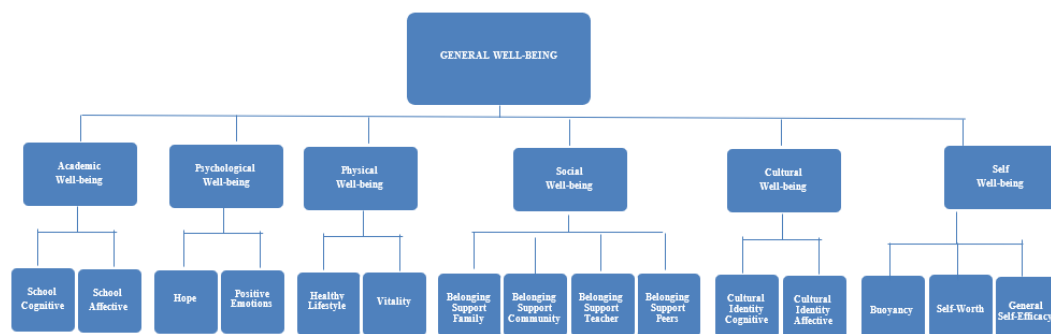 GENERAL WELL-BEING
Academic
Well-being
Psychological
Well-being
Physical
Well-being
Social
Well-being
Cultural
Well-being
Self
Well-being
School
Cognitive
School
Affective
Hope
Positive
Emotions
Healthy
Lifestyle
Vitality
Belonging
Support
Family
Belonging
Support
Community
Belonging
Support
Teacher
Belonging
Support
Peers
Cultural
Identity
Cognitive
Cultural
Identity
Affective
Buoyancy
Self-Worth
General
Self-Efficacy